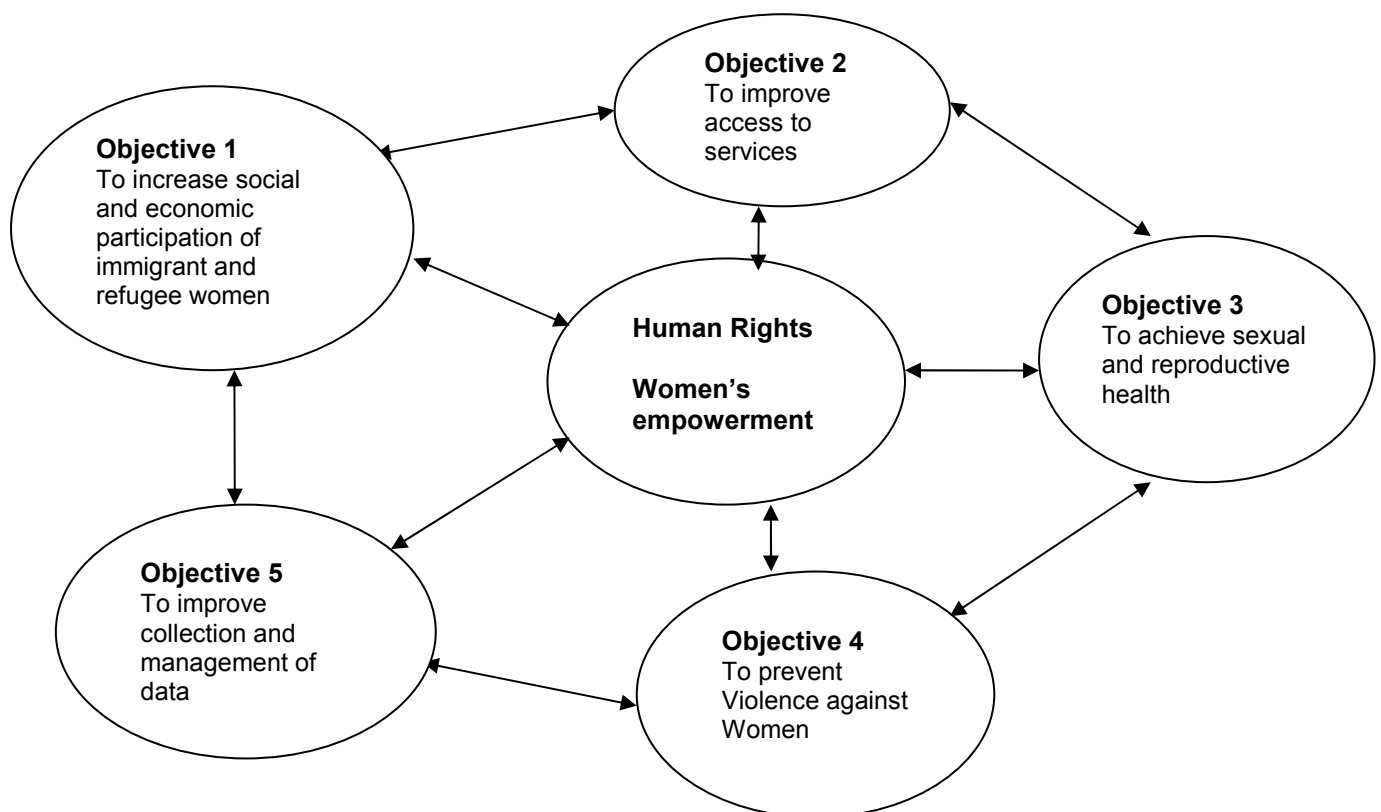 Objective 1
To increase social
and economic
participation of
immigrant and
refugee women
Objective 2
To improve
access to
services
Human Rights
Women’s
empowerment
Objective 3
To achieve sexual
and reproductive
health
Objective 5
To improve
collection and
management of
data
Objective 4
To prevent
Violence against
Women